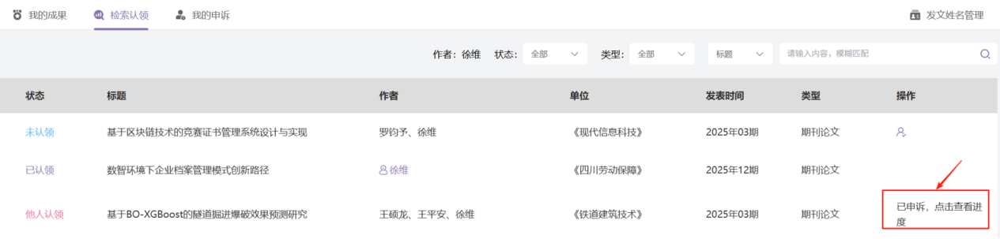 我的成果 检索认领 我的申诉 发文姓名管理
作者：徐维 状态： 全部 类型： 全部 标题 请输入内容，模糊匹配
状态 标题 作者 单位 发表时间 类型 操作
未认领 基于区块链技术的竞赛证书管理系统设计与实现 罗钧予、徐维 《现代信息科技》 2025年03期 期刊论文
已认领 数智环境下企业档案管理模式创新路径 徐维 《四川劳动保障》 2025年12期 期刊论文
他人认领 基于BO-XGBoost的隧道掘进爆破效果预测研究 王硕龙、王平安、徐维 《铁道建筑技术》 2025年03期 期刊论文 已申诉，点击查看进
度